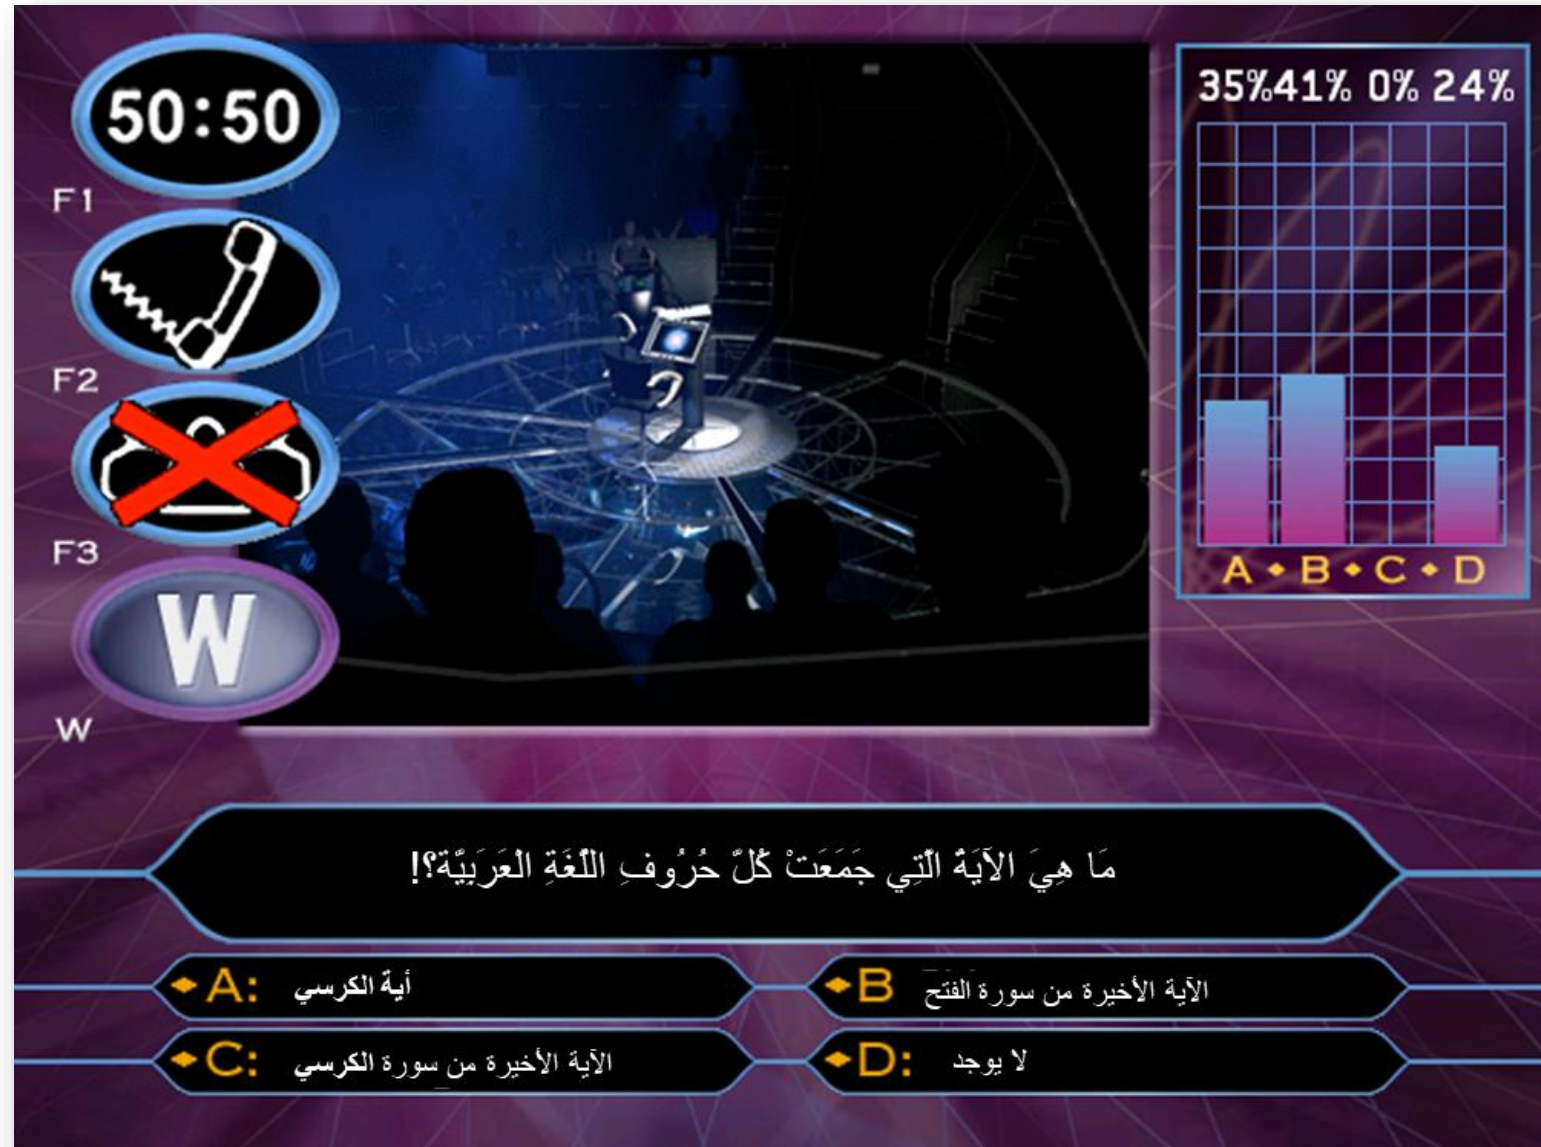 50:50
F1
F2
F3
W
W
35% 41% 0% 24%
A B C D
مَا هِيَ الآيَةُ الَّتِي جَمَعَتْ كُلَّ حُرُوفِ اللُّغَةِ العَرَبِيَّة؟!
A: أية الكرسي
B الآية الأخيرة من سورة الفتح
C: الآية الأخيرة من سورة الكرسي
D: لا يوجد